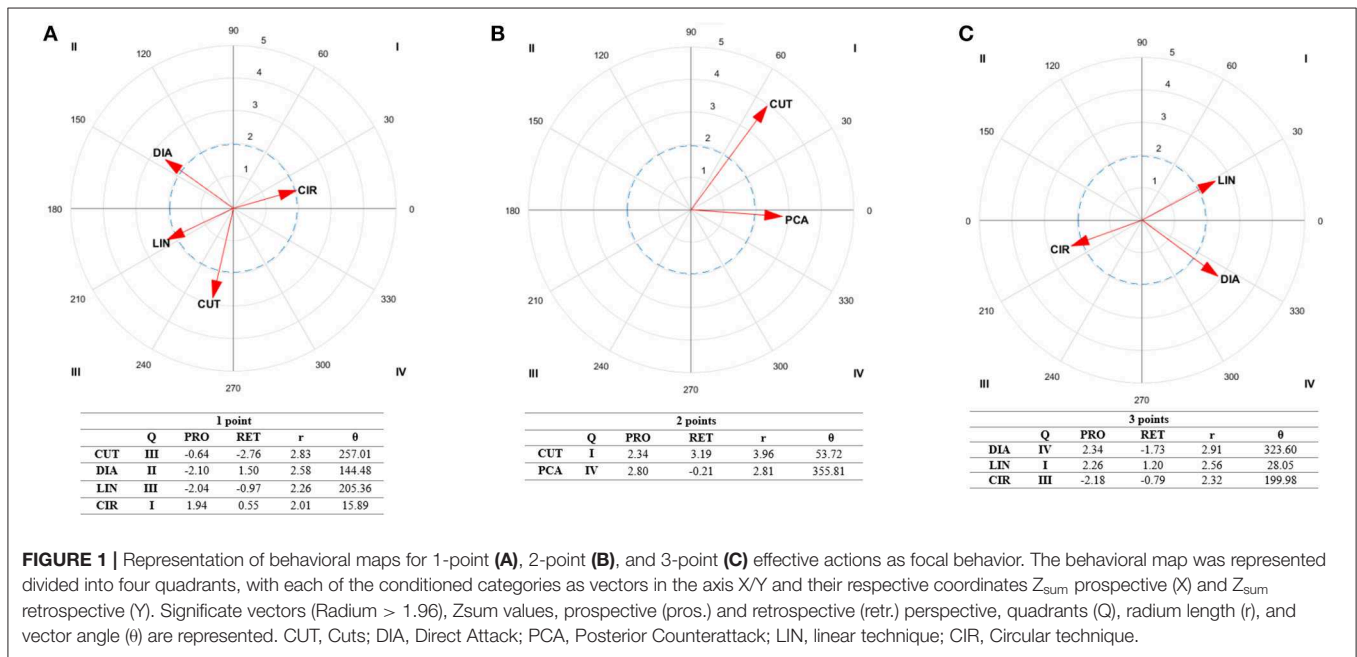 A
II
I
90
120
60
5
4
3
2
1
150
30
DIA
CIR
180
0
LIN
CUT
210
330
240
300
270
III
IV
1 point
Q PRO RET r θ
CUT III -0.64 -2.76 2.83 257.01
DIA II -2.10 1.50 2.58 144.48
LIN III -2.04 -0.97 2.26 205.36
CIR I 1.94 0.55 2.01 15.89
B
II
I
90
120
60
5
4
3
2
1
150
30
CUT
180
0
PCA
210
330
240
300
270
III
IV
2 points
Q PRO RET r θ
CUT I 2.34 3.19 3.96 53.72
PCA IV 2.80 -0.21 2.81 355.81
C
II
I
90
120
60
5
4
3
2
1
150
30
LIN
0
0
CIR
DIA
210
330
240
300
270
III
IV
3 points
Q PRO RET r θ
DIA IV 2.34 -1.73 2.91 323.60
LIN I 2.26 1.20 2.56 28.05
CIR III -2.18 -0.79 2.32 199.98
FIGURE 1 | Representation of behavioral maps for 1-point (A), 2-point (B), and 3-point (C) effective actions as focal behavior. The behavioral map was represented
divided into four quadrants, with each of the conditioned categories as vectors in the axis X/Y and their respective coordinates Zsum prospective (X) and Zsum
retrospective (Y). Significate vectors (Radium > 1.96), Zsum values, prospective (pros.) and retrospective (retr.) perspective, quadrants (Q), radium length (r), and
vector angle (θ) are represented. CUT, Cuts; DIA, Direct Attack; PCA, Posterior Counterattack; LIN, linear technique; CIR, Circular technique.